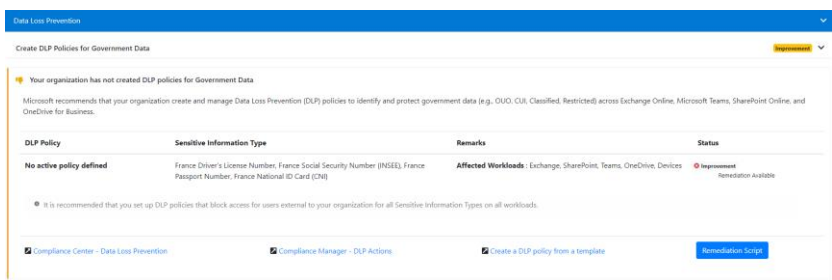 Data Loss Prevention
Create DLP Policies for Government Data
Improvement
Your organization has not created DLP policies for Government Data
Microsoft recommends that your organization create and manage Data Loss Prevention (DLP) policies to identify and protect government data (e.g., OUO, CUI, Classified, Restricted) across Exchange Online, Microsoft Teams, SharePoint Online, and
OneDrive for Business.
DLP Policy Sensitive Information Type Remarks Status
No active policy defined France Driver's License Number, France Social Security Number (INSEE), France Affected Workloads : Exchange, SharePoint, Teams, OneDrive, Devices Improvement
Passport Number, France National ID Card (CNI) Remediation Available
It is recommended that you set up DLP policies that block access for users external to your organization for all Sensitive Information Types on all workloads.
Compliance Center - Data Loss Prevention Compliance Manager - DLP Actions Create a DLP policy from a template Remediation Script